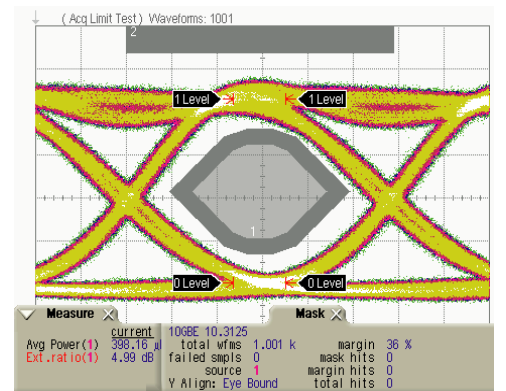 ( Acq Limit Test ) Waveforms: 1001
2
1 Level 1 Level
1
0 Level 0 Level
Measure Mask
current 10GBE 10.3125
Avg Power(1) 398.16 total wfms 1.001 k margin 36 %
Ext.ratio(1) 4.99 dB failed smpls 0 mask hits 0
source 1 margin hits 0
Y Align: Eye Bound total hits 0